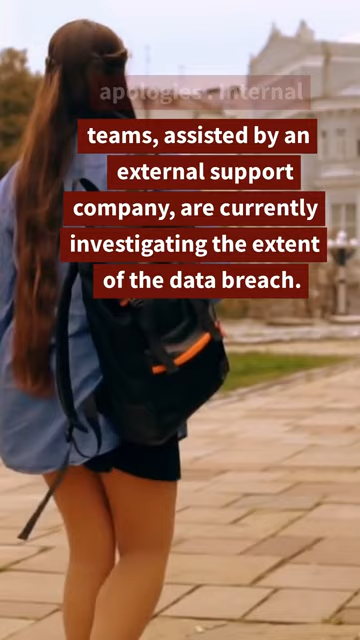 apologies . Internal
teams, assisted by an
external support
company, are currently
investigating the extent
of the data breach.